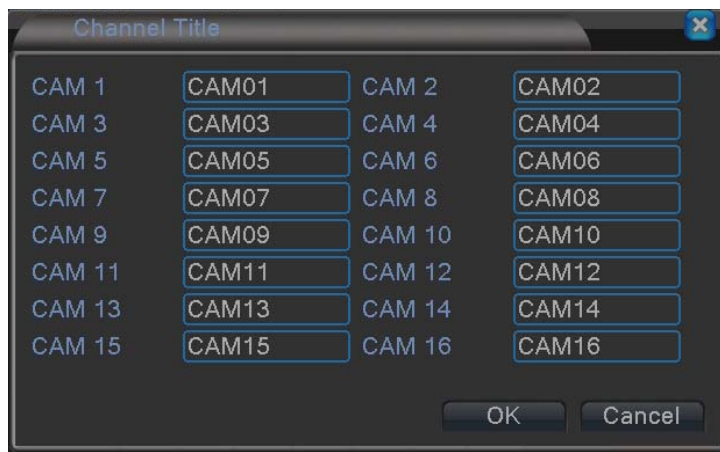 Channel Title
CAM 1 CAM01 CAM 2 CAM02
CAM 3 CAM03 CAM 4 CAM04
CAM 5 CAM05 CAM 6 CAM06
CAM 7 CAM07 CAM 8 CAM08
CAM 9 CAM09 CAM 10 CAM10
CAM 11 CAM11 CAM 12 CAM12
CAM 13 CAM13 CAM 14 CAM14
CAM 15 CAM15 CAM 16 CAM16
OK Cancel